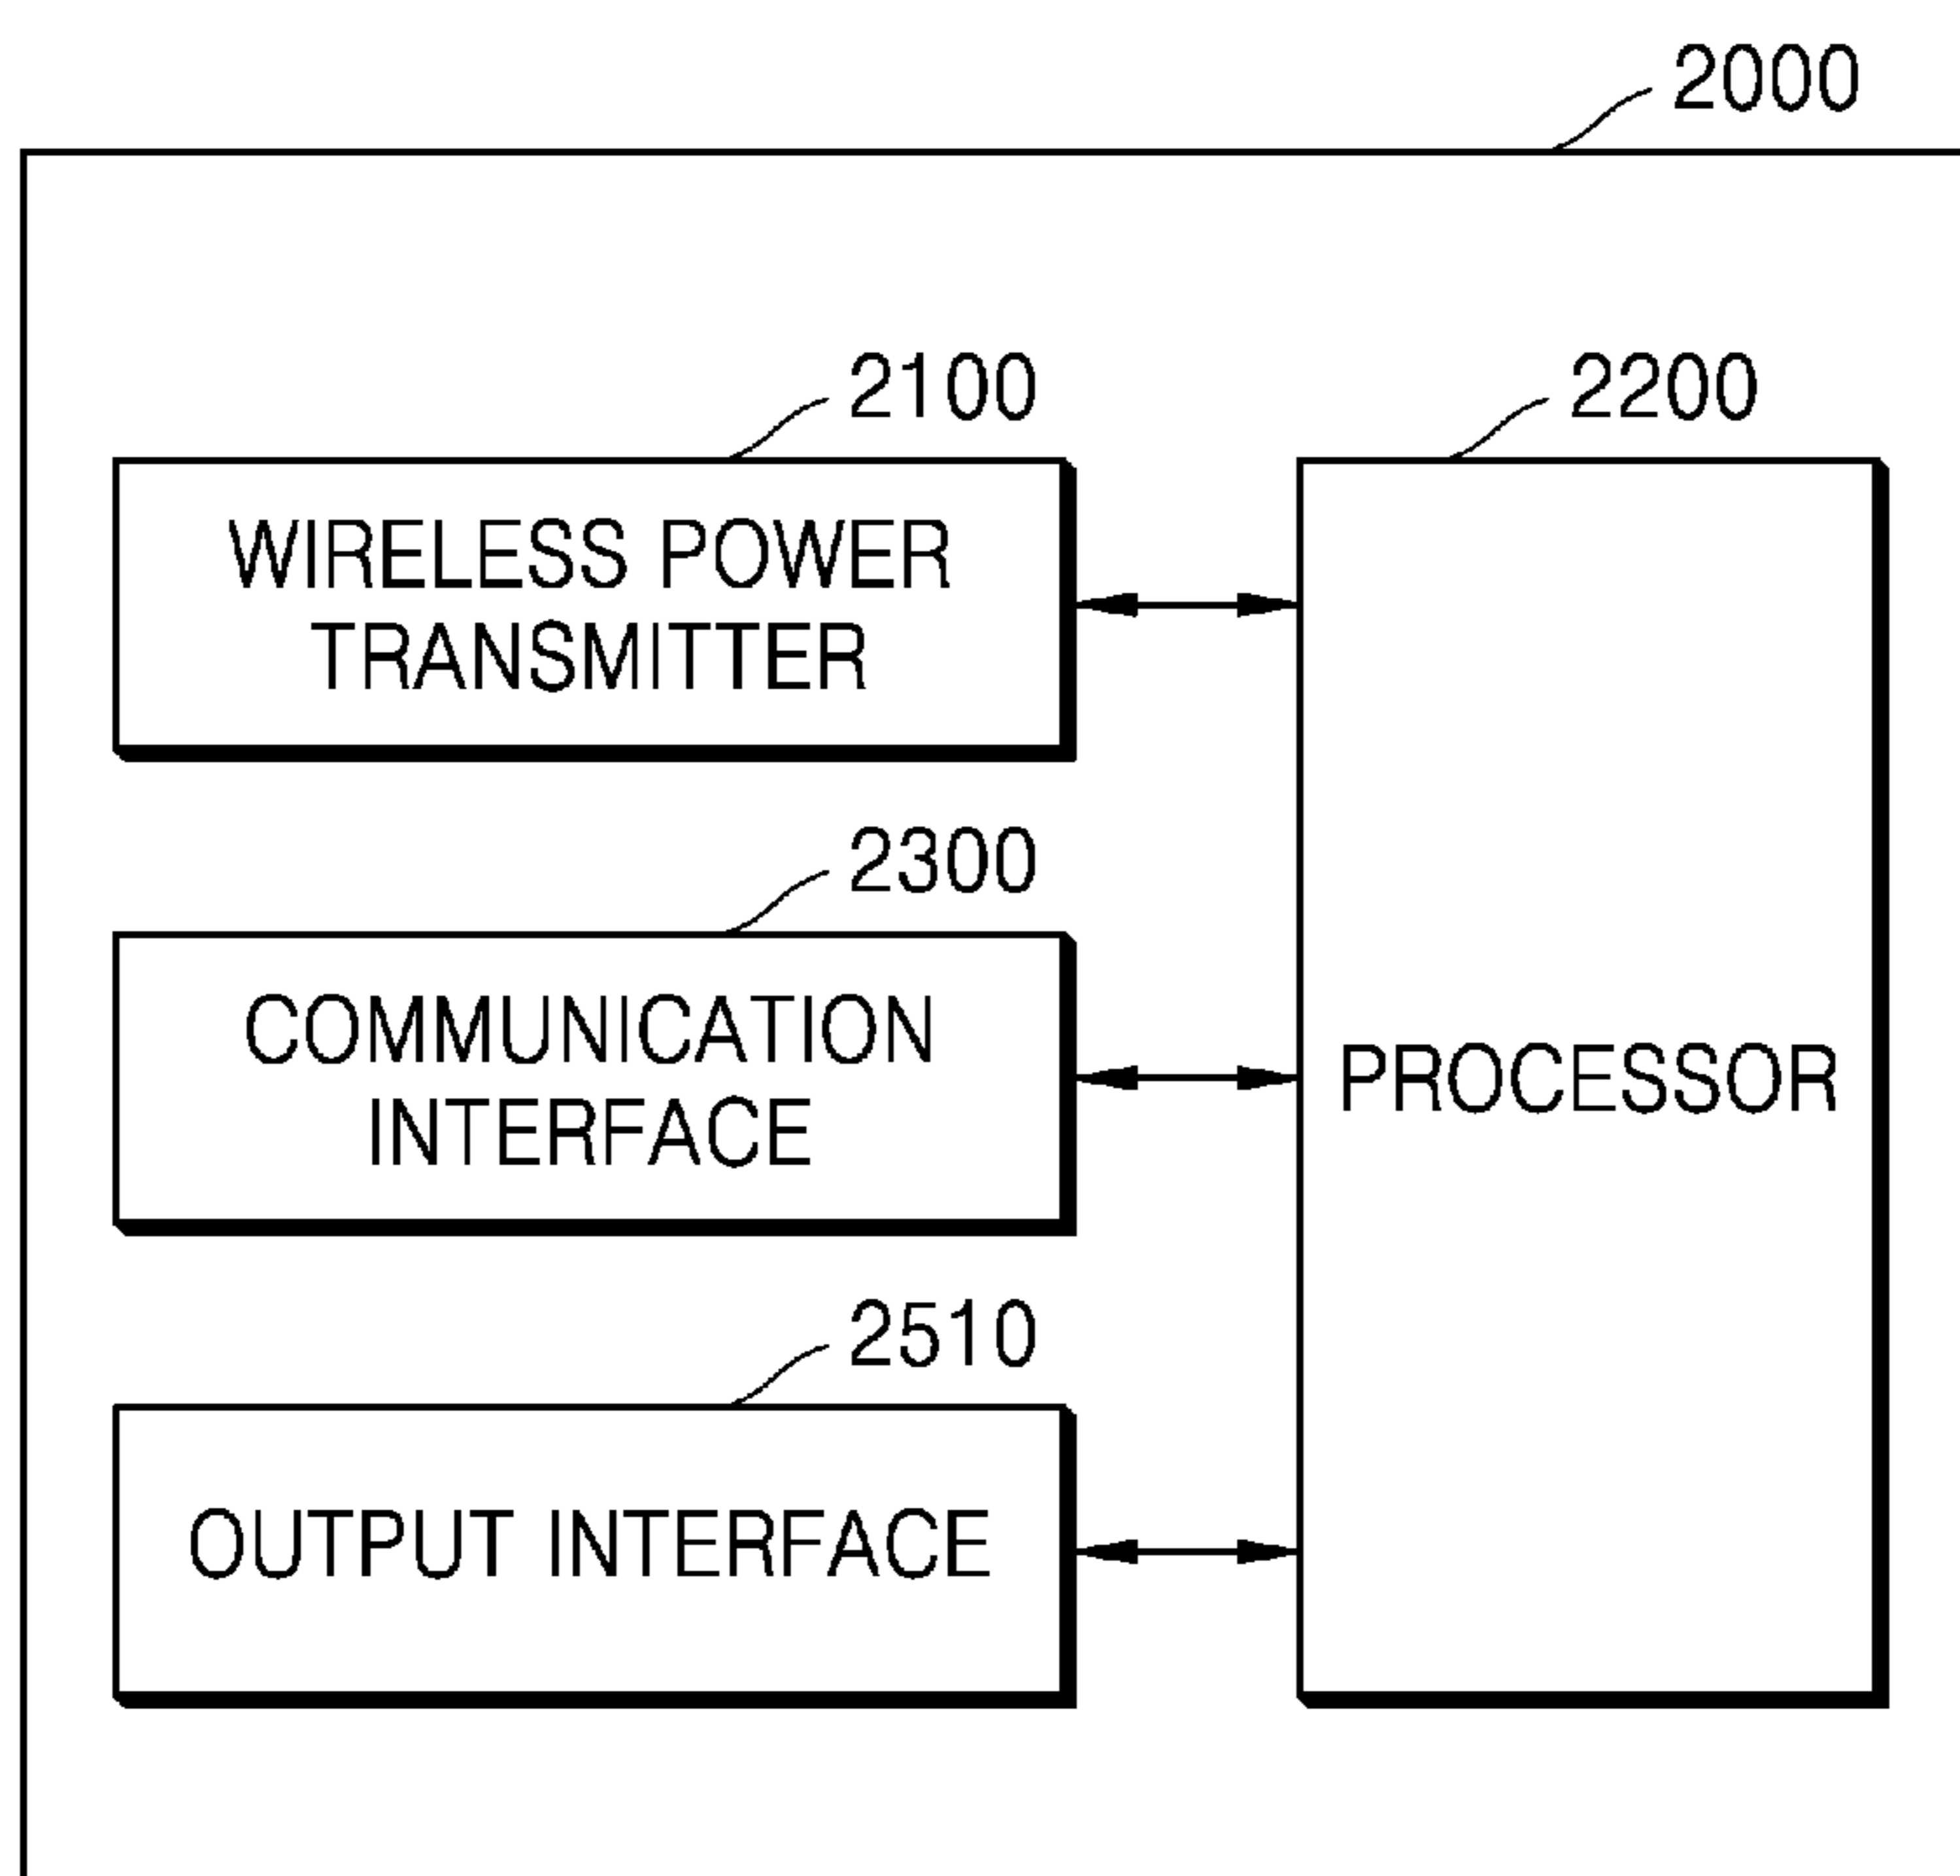 2000
2100
2200
WIRELESS POWER
TRANSMITTER
2300
COMMUNICATION
INTERFACE
PROCESSOR
2510
OUTPUT INTERFACE